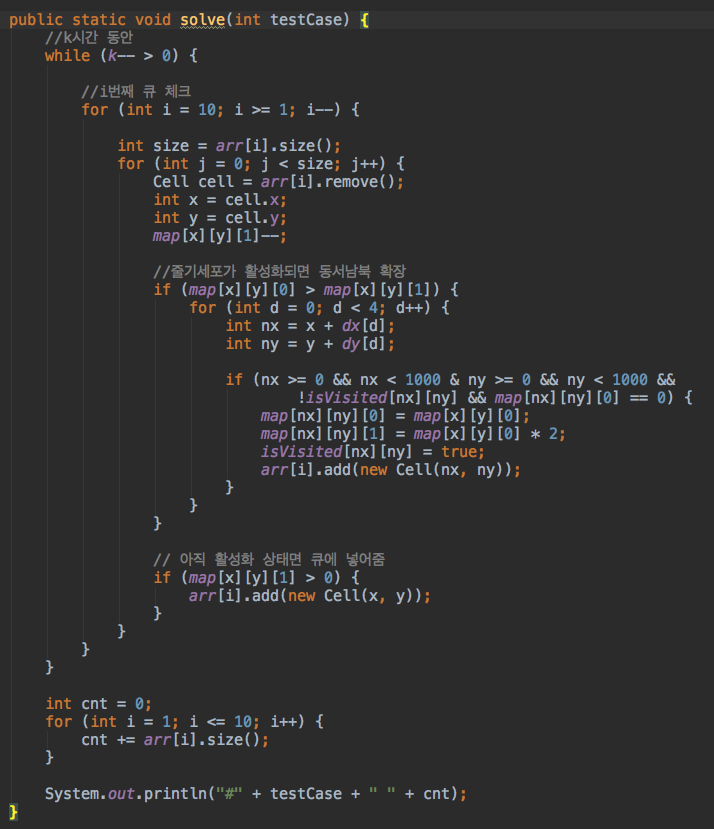 public static void solve(int testCase) {
//k시간 동안
while (k-- > 0) {
//i번째 큐 체크
for (int i = 10; i >= 1; i--) {
int size = arr[i].size();
for (int j = 0; j < size; j++) {
Cell cell = arr[i].remove();
int x = cell.x;
int y = cell.y;
map[x][y][1]--;
//줄기세포가 활성화되면 동서남북 확장
if (map[x][y][0] > map[x][y][1]) {
for (int d = 0; d < 4; d++) {
int nx = x + dx[d];
int ny = y + dy[d];
if (nx >= 0 && nx < 1000 & ny >= 0 && ny < 1000 &&
!isVisited[nx][ny] && map[nx][ny][0] == 0) {
map[nx][ny][0] = map[x][y][0];
map[nx][ny][1] = map[x][y][0] * 2;
isVisited[nx][ny] = true;
arr[i].add(new Cell(nx, ny));
}
}
}
// 아직 활성화 상태면 큐에 넣어줌
if (map[x][y][1] > 0) {
arr[i].add(new Cell(x, y));
}
}
}
}
int cnt = 0;
for (int i = 1; i <= 10; i++) {
cnt += arr[i].size();
}
System.out.println("#" + testCase + " " + cnt);
}